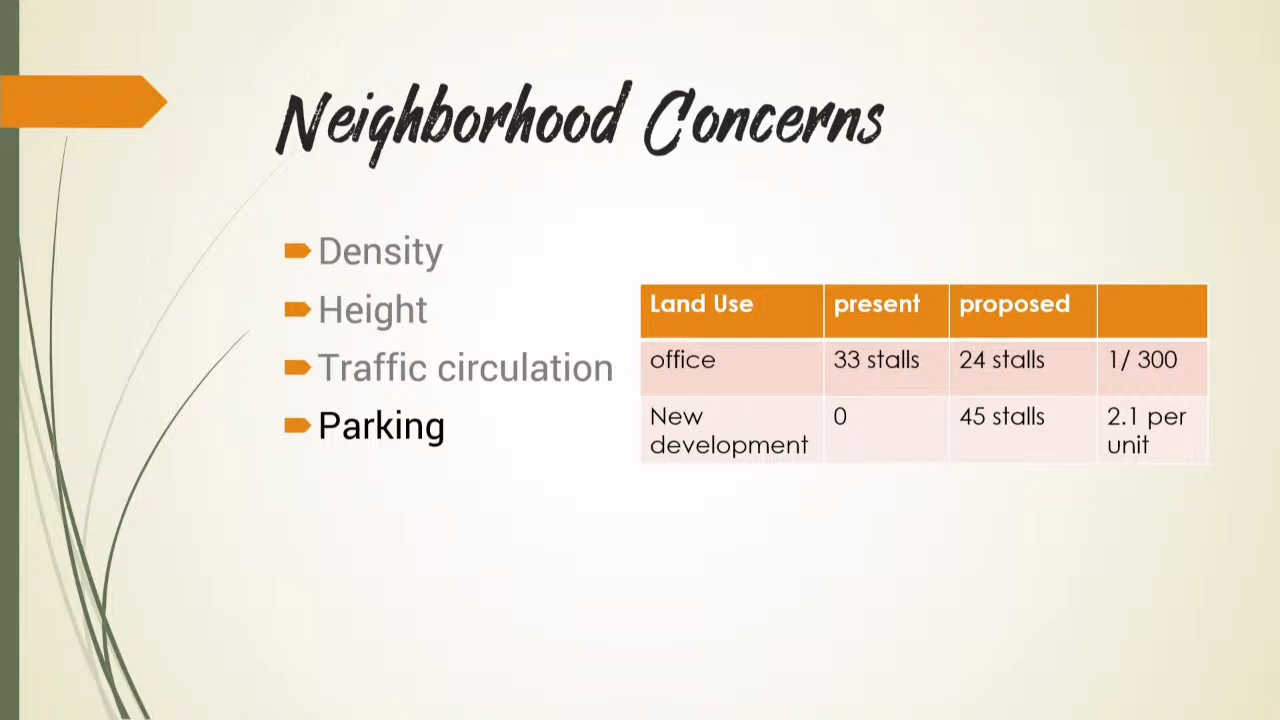 Neighborhood Concerns
Density
Height
Traffic circulation
Parking
Land Use present proposed
office 33 stalls 24 stalls 1/ 300
New development 0 45 stalls 2.1 per unit